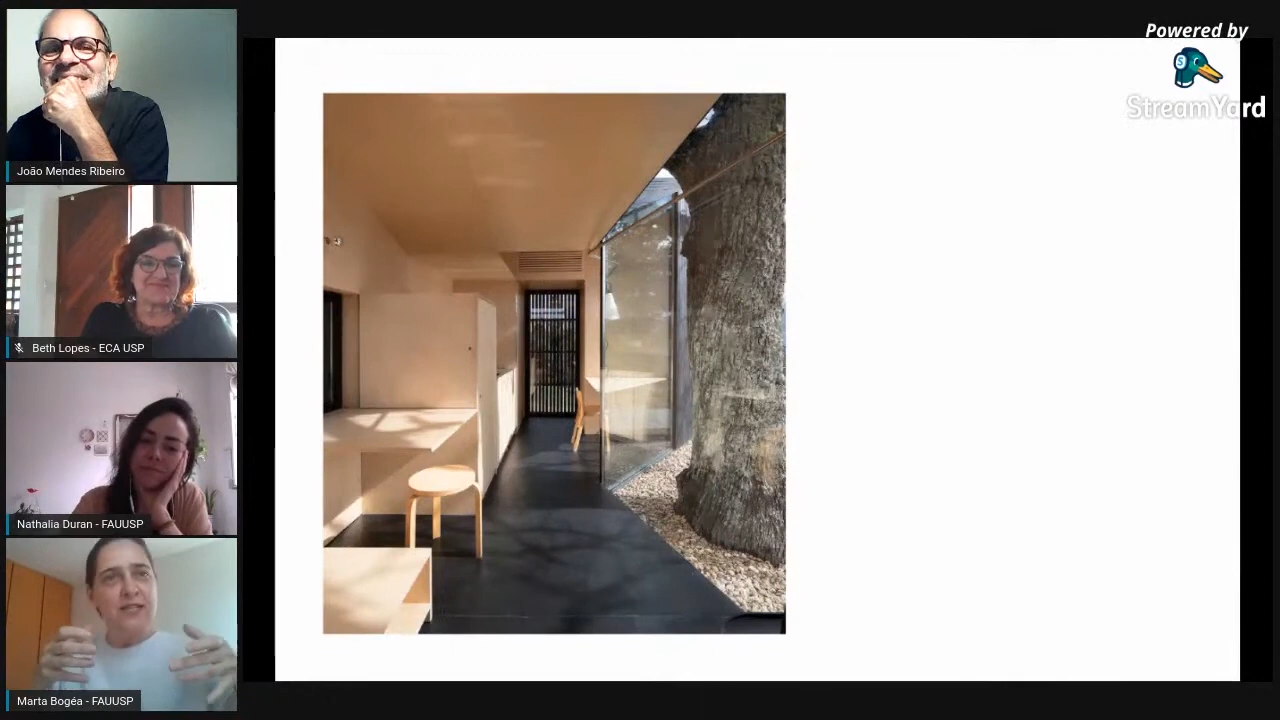 Powered by
StreamYard
João Mendes Ribeiro
Beth Lopes - ECA USP
Nathalia Duran - FAUUSP
Marta Bogéa - FAUUSP